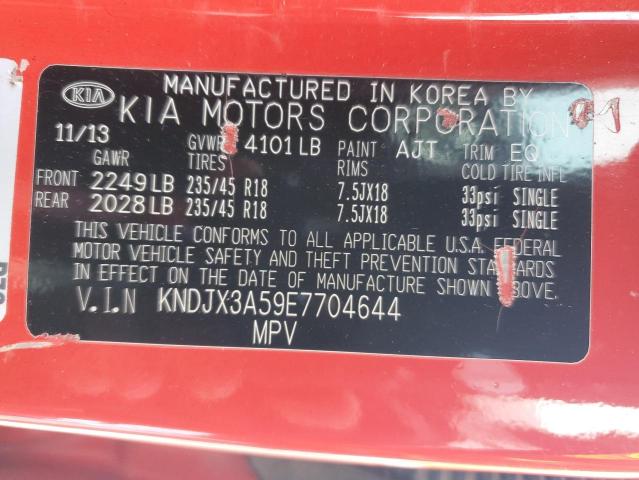 KIA MANUFACTURED IN KOREA BY
KIA MOTORS CORPORATION
11/13 GVWR 4101 LB PAINT AJT TRIM EQ
GAWR TIRES RIMS COLD TIRE INFL
FRONT 2249 LB 235/45 R18 7.5JX18 33psi SINGLE
REAR 2028 LB 235/45 R18 7.5JX18 33psi SINGLE
THIS VEHICLE CONFORMS TO ALL APPLICABLE U.S.A. FEDERAL
MOTOR VEHICLE SAFETY AND THEFT PREVENTION STANDARDS
IN EFFECT ON THE DATE OF MANUFACTURE SHOWN ABOVE.
V.I.N KNDJX3A59E7704644
MPV